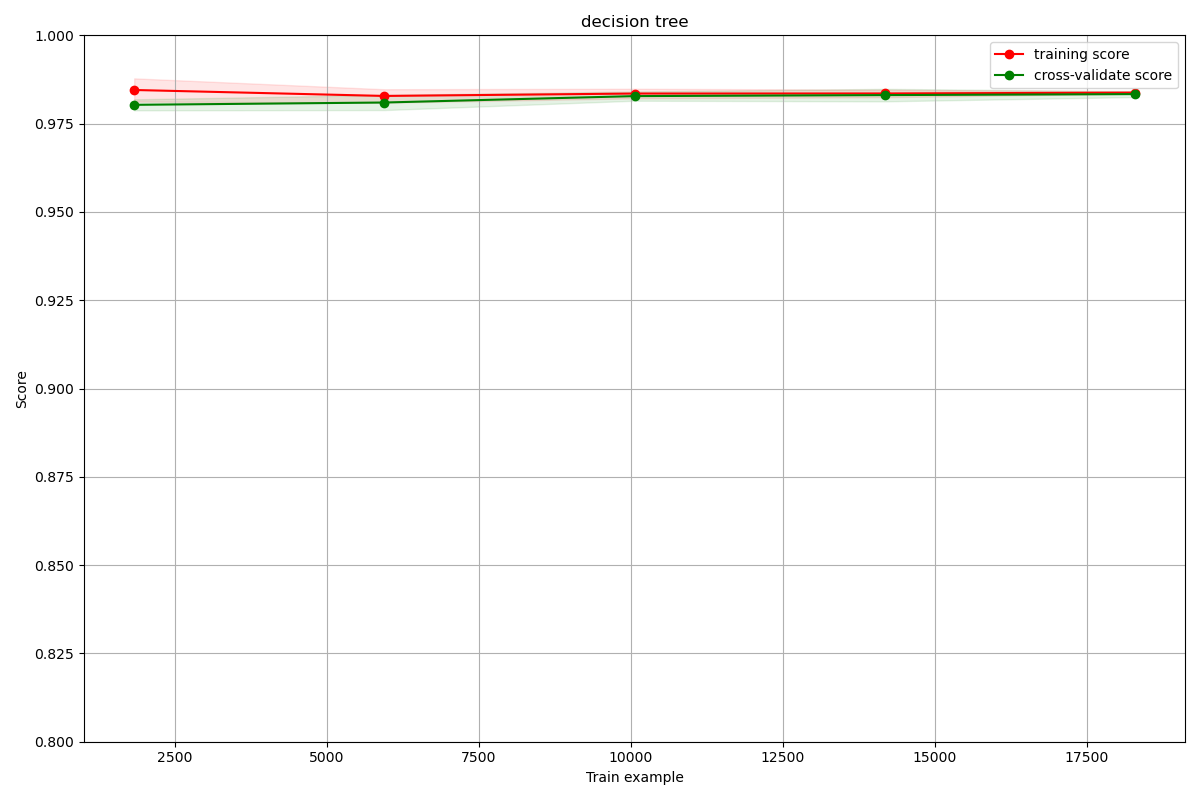 decision tree
training score
cross-validate score
1.000
0.975
0.950
0.925
0.900
0.875
0.850
0.825
0.800
Score
2500 5000 7500 10000 12500 15000 17500
Train example